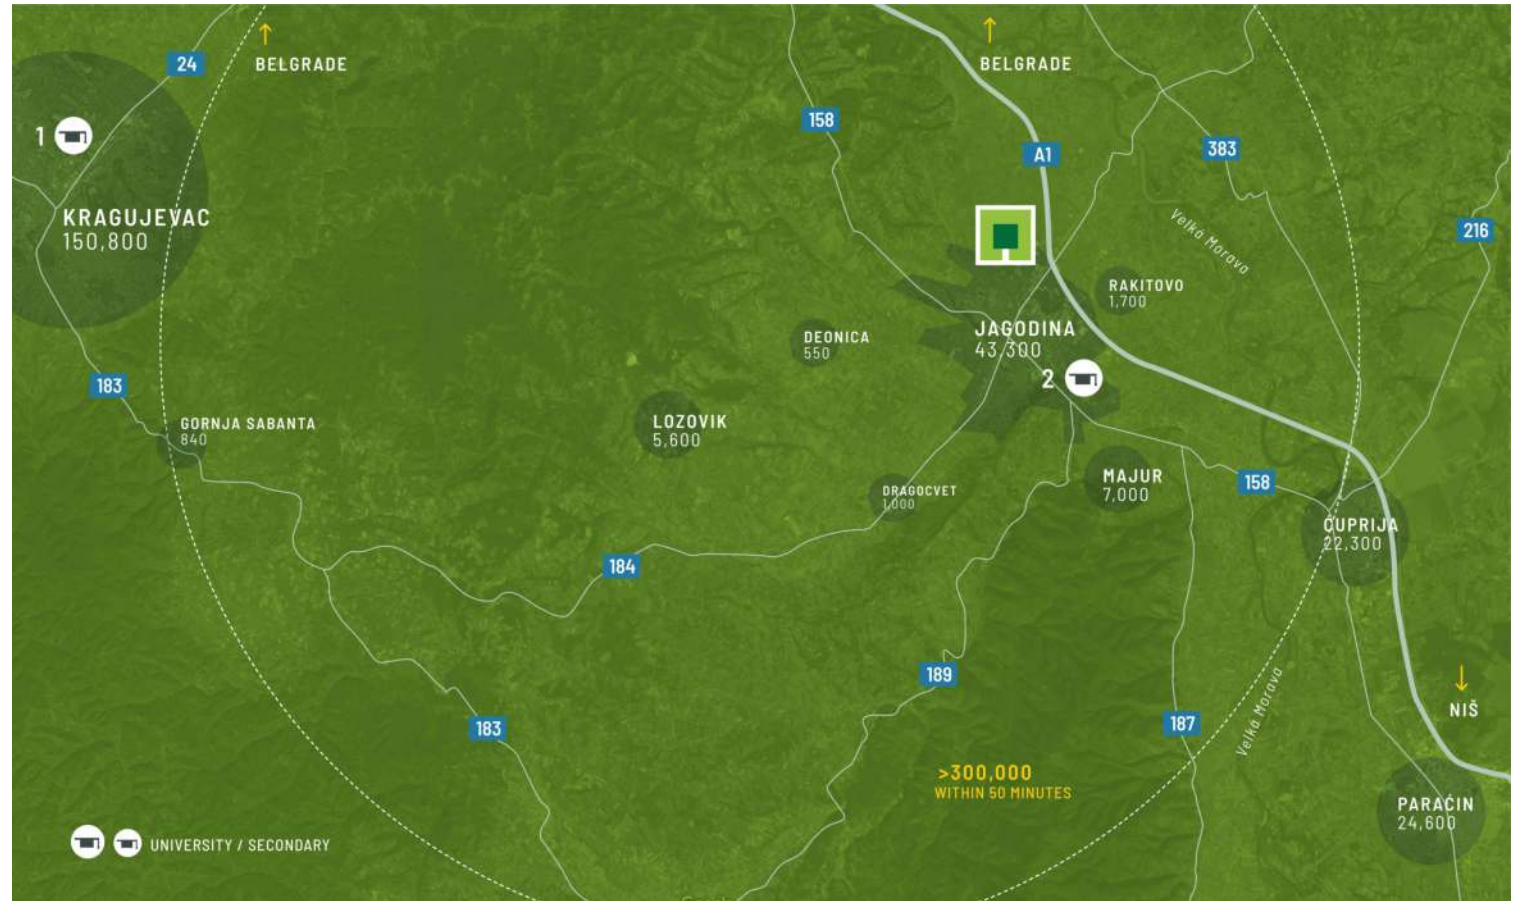 BELGRADE
BELGRADE
24
158
A1
383
1
KRAGUJEVAC
150,800
216
Velká Morava
RAKITOVO
1,700
JAGODINA
43,300
2
DEONICA
550
183
GORNJA SABANTA
840
LOZOVIK
5,600
DRAGOCVET
1,000
MAJUR
7,000
158
ĆUPRIJA
22,300
184
189
183
187
Velká Morava
NIŠ
>300,000
WITHIN 50 MINUTES
PARAĆIN
24,600
UNIVERSITY / SECONDARY